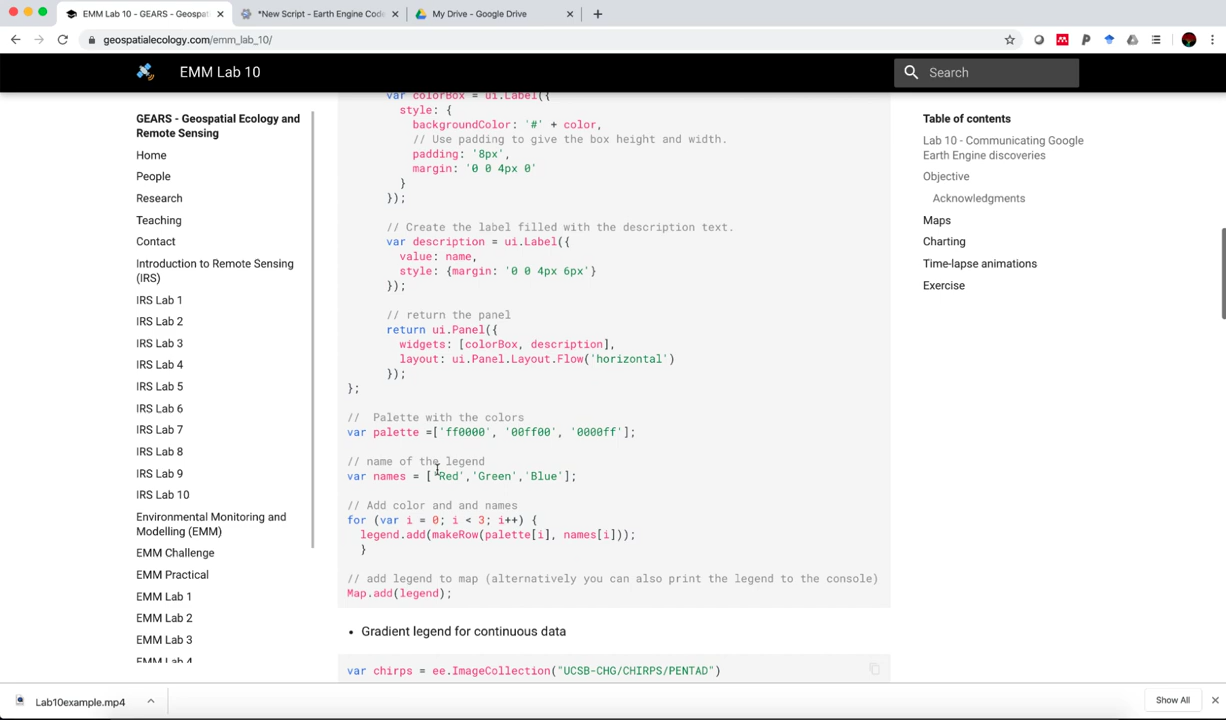 EMM Lab 10 - GEARS - Geospat
*New Script - Earth Engine Cod
My Drive - Google Drive
geospatialecology.com/emm_lab_10/
EMM Lab 10
Search
GEARS - Geospatial Ecology and
Remote Sensing
Home
People
Research
Teaching
Contact
Introduction to Remote Sensing
(IRS)
IRS Lab 1
IRS Lab 2
IRS Lab 3
IRS Lab 4
IRS Lab 5
IRS Lab 6
IRS Lab 7
IRS Lab 8
IRS Lab 9
IRS Lab 10
Environmental Monitoring and
Modelling (EMM)
EMM Challenge
EMM Practical
EMM Lab 1
EMM Lab 2
EMM Lab 3
EMM Lab 4
var colorBox = ui.Label({
style: {
backgroundColor: '#' + color,
// Use padding to give the box height and width.
padding: '8px',
margin: '0 0 4px 0'
}
});
// Create the label filled with the description text.
var description = ui.Label({
value: name,
style: {margin: '0 0 4px 6px'}
});
// return the panel
return ui.Panel({
widgets: [colorBox, description],
layout: ui.Panel.Layout.Flow('horizontal')
});
};
// Palette with the colors
var palette =['ff0000', '00ff00', '0000ff'];
// name of the legend
var names = ['Red','Green','Blue'];
// Add color and and names
for (var i = 0; i < 3; i++) {
legend.add(makeRow(palette[i], names[i]));
}
// add legend to map (alternatively you can also print the legend to the console)
Map.add(legend);
• Gradient legend for continuous data
var chirps = ee.ImageCollection("UCSB-CHG/CHIRPS/PENTAD")
Table of contents
Lab 10 - Communicating Google
Earth Engine discoveries
Objective
Acknowledgments
Maps
Charting
Time-lapse animations
Exercise
Lab10example.mp4
Show All